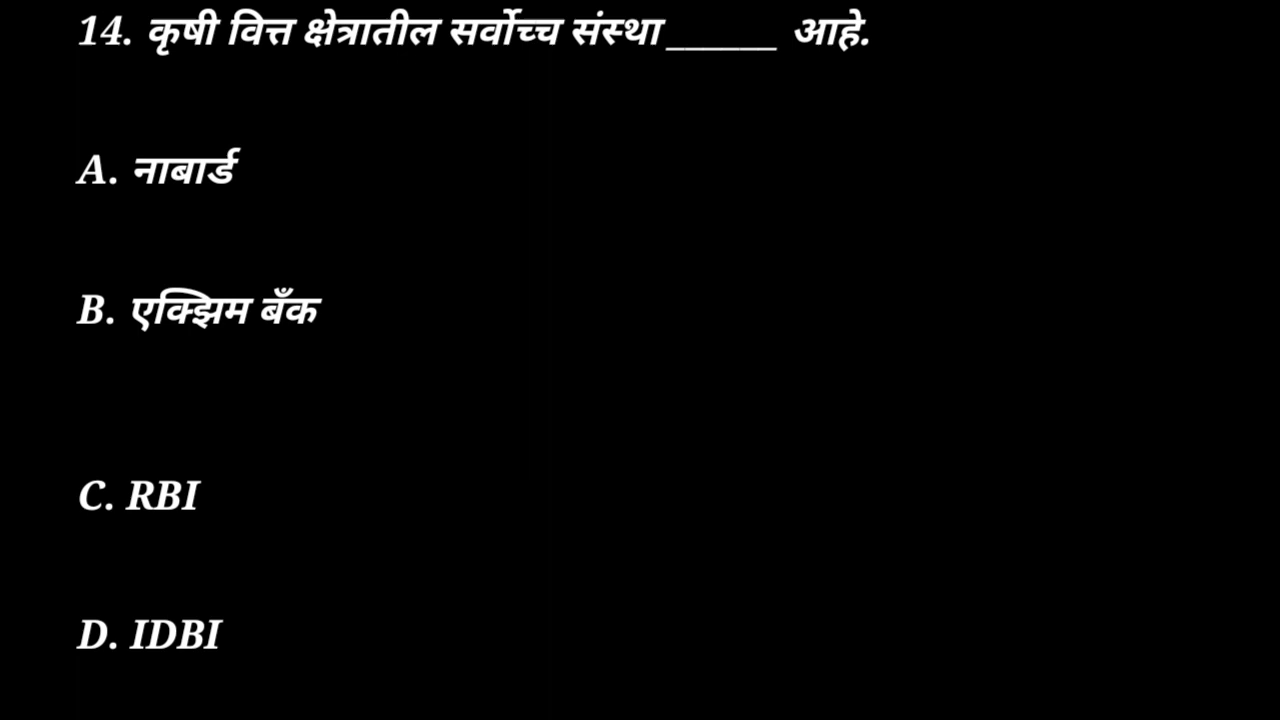 14. कृषी वित्त क्षेत्रातील सर्वोच्च संस्था______ आहे.
A. नाबार्ड
B. एक्झिम बँक
C. RBI
D. IDBI